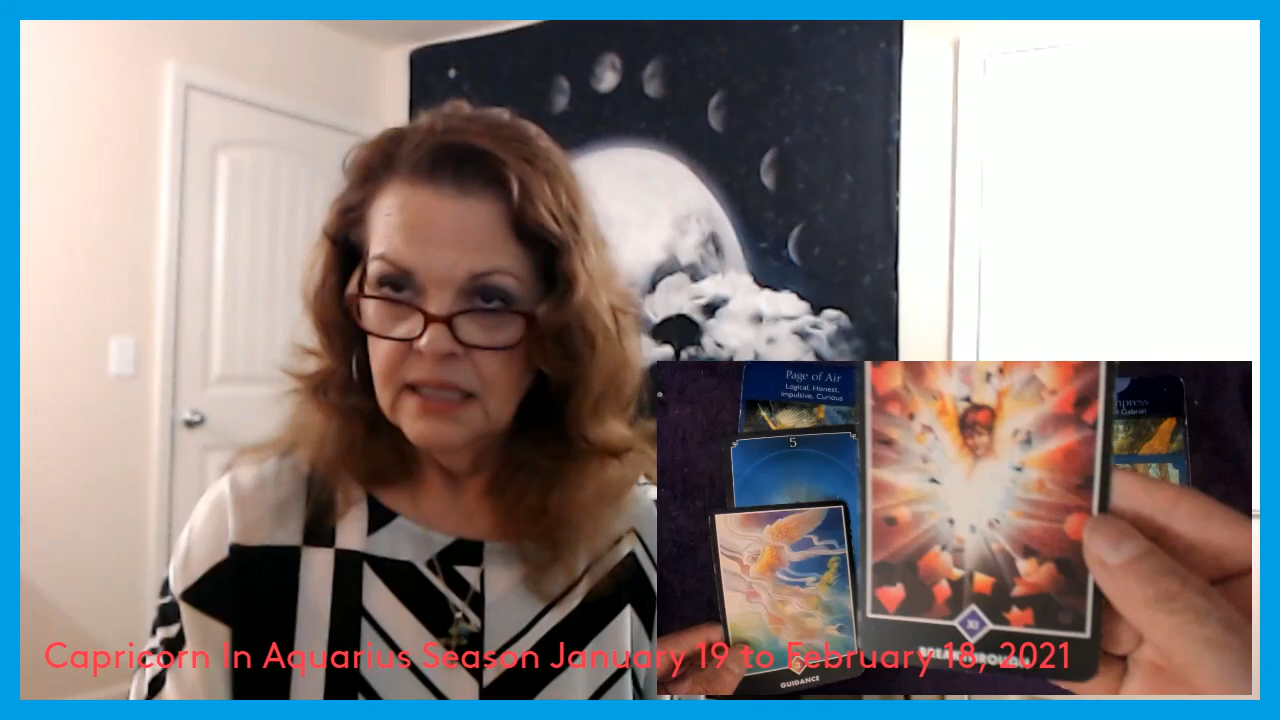 Page of Air
Logical, Honest,
Impulsive, Curious
5
XI
BREAKTHROUGH
GUIDANCE
Capricorn In Aquarius Season January 19 to February 18, 2021